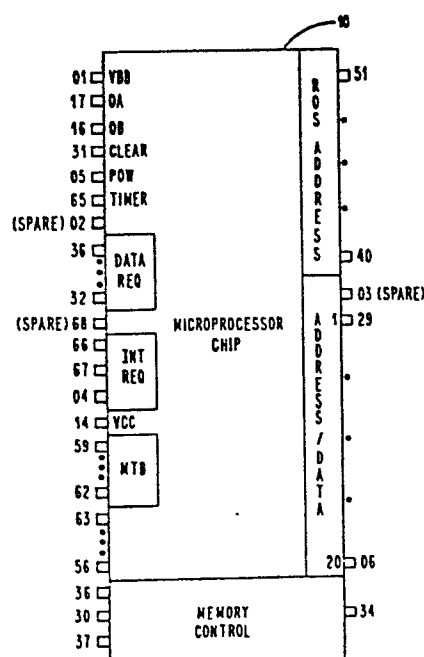 10
01 VBB
17 OA
16 OB
31 CLEAR
05 POW
65 TIMER
(SPARE) 02
36
DATA
REQ
32
(SPARE) 68
66
INT
REQ
67
04
14 VCC
59
MTB
62
63
56
36
30
37
MICROPROCESSOR
CHIP
MEMORY
CONTROL
ROS ADDRESS
51
40
03 (SPARE)
1 29
ADDRESS/DATA
20 06
34